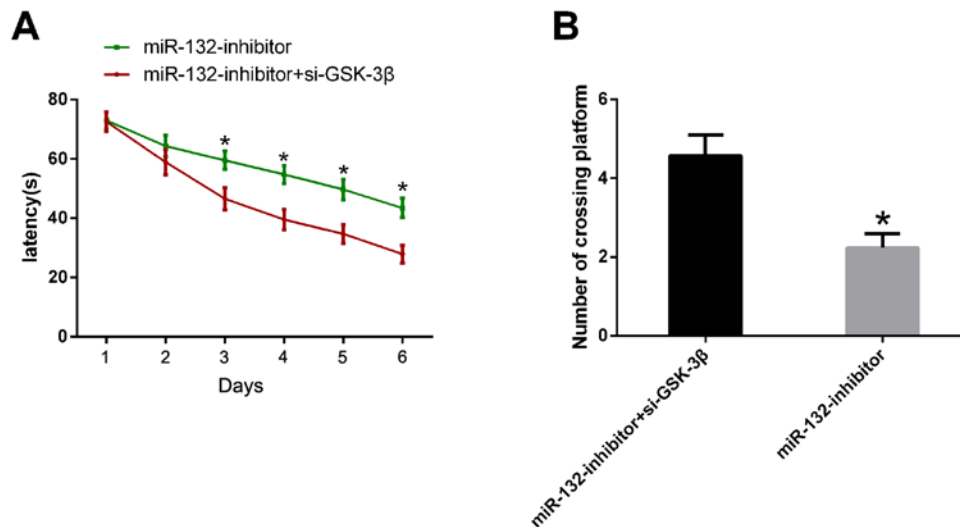 A
miR-132-inhibitor
miR-132-inhibitor+si-GSK-3β
80
60
40
20
0
latency(s)
*
*
*
*
1 2 3 4 5 6
Days
B
6
4
2
0
Number of crossing platform
*
miR-132-inhibitor+si-GSK-3β
miR-132-inhibitor